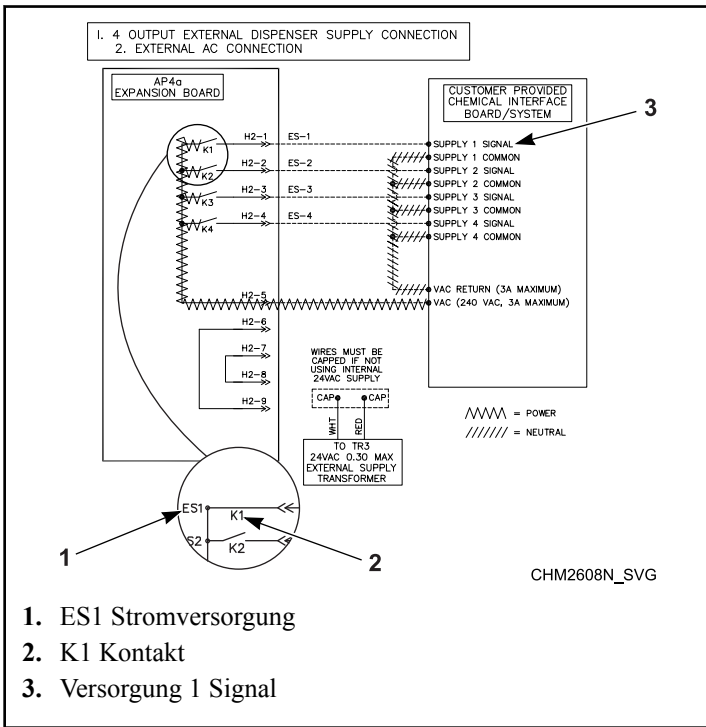 1. 4 OUTPUT EXTERNAL DISPENSER SUPPLY CONNECTION
2. EXTERNAL AC CONNECTION
AP4a
EXPANSION BOARD
CUSTOMER PROVIDED
CHEMICAL INTERFACE
BOARD/SYSTEM
3
K1
H2-1
ES-1
SUPPLY 1 SIGNAL
SUPPLY 1 COMMON
K2
H2-2
ES-2
SUPPLY 2 SIGNAL
SUPPLY 2 COMMON
K3
H2-3
ES-3
SUPPLY 3 SIGNAL
SUPPLY 3 COMMON
K4
H2-4
ES-4
SUPPLY 4 SIGNAL
SUPPLY 4 COMMON
VAC RETURN (3A MAXIMUM)
H2-5
VAC (240 VAC, 3A MAXIMUM)
H2-6
H2-7
H2-8
H2-9
WIRES MUST BE
CAPPED IF NOT
USING INTERNAL
24VAC SUPPLY
CAP
CAP
WHT
RED
TO TR3
24VAC 0.30 MAX
EXTERNAL SUPPLY
TRANSFORMER
= POWER
= NEUTRAL
ES1
K1
S2
K2
1
2
CHM2608N_SVG
1. ES1 Stromversorgung
2. K1 Kontakt
3. Versorgung 1 Signal